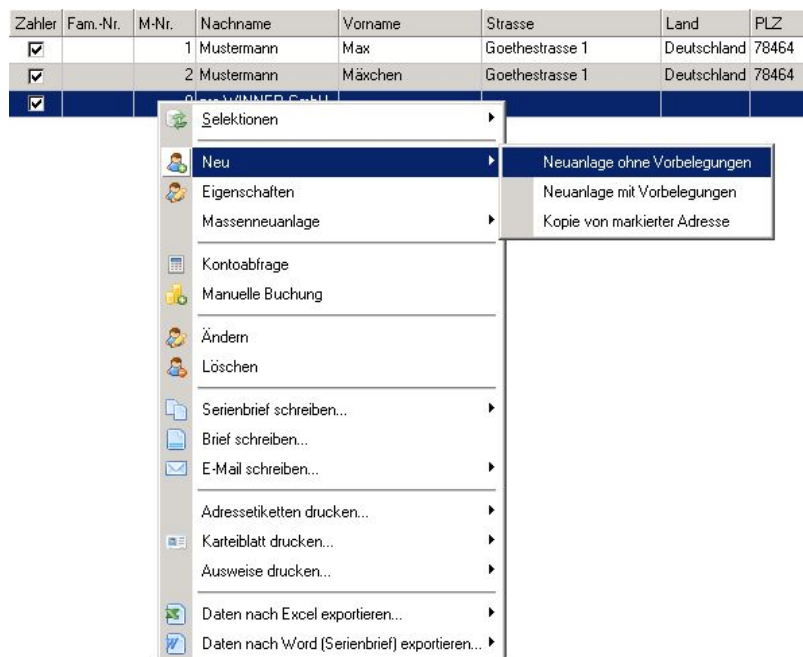 Zahler Fam.-Nr. M-Nr. Nachname Vorname Strasse Land PLZ
1 Mustermann Max Goethestrasse 1 Deutschland 78464
2 Mustermann Mäxchen Goethestrasse 1 Deutschland 78464
WINNER GmbH
Selektionen
Neu
Neuanlage ohne Vorbelegungen
Eigenschaften
Neuanlage mit Vorbelegungen
Massenneuanlage
Kopie von markierter Adresse
Kontoabfrage
Manuelle Buchung
Ändern
Löschen
Serienbrief schreiben...
Brief schreiben...
E-Mail schreiben...
Adressetiketten drucken...
Karteiblatt drucken...
Ausweise drucken...
Daten nach Excel exportieren...
Daten nach Word (Serienbrief) exportieren...